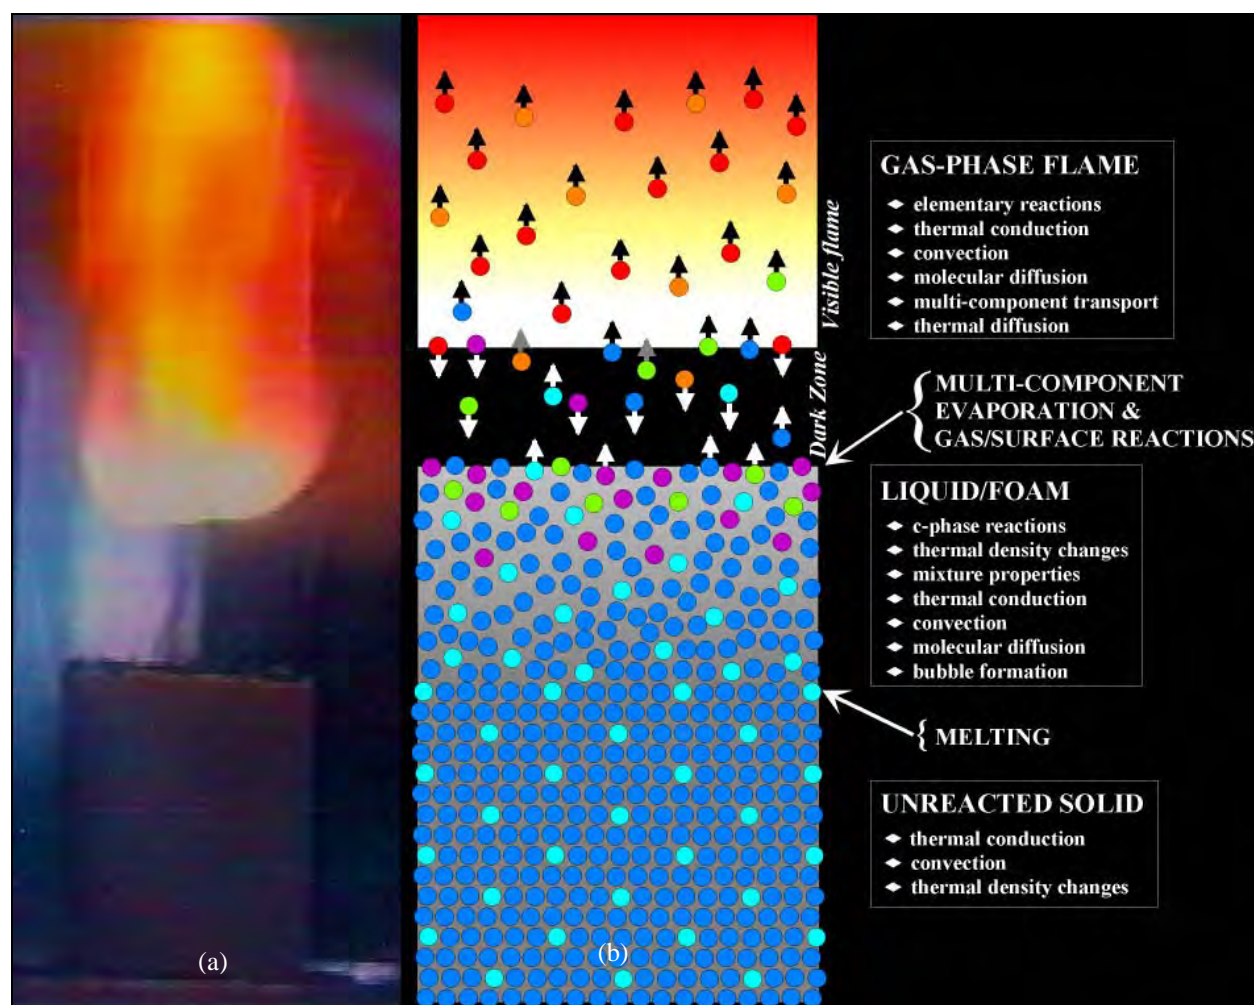 (a)
(b)
Visible flame
Dark Zone
GAS-PHASE FLAME
elementary reactions
thermal conduction
convection
molecular diffusion
multi-component transport
thermal diffusion
MULTI-COMPONENT
EVAPORATION &
GAS/SURFACE REACTIONS
LIQUID/FOAM
c-phase reactions
thermal density changes
mixture properties
thermal conduction
convection
molecular diffusion
bubble formation
MELTING
UNREACTED SOLID
thermal conduction
convection
thermal density changes